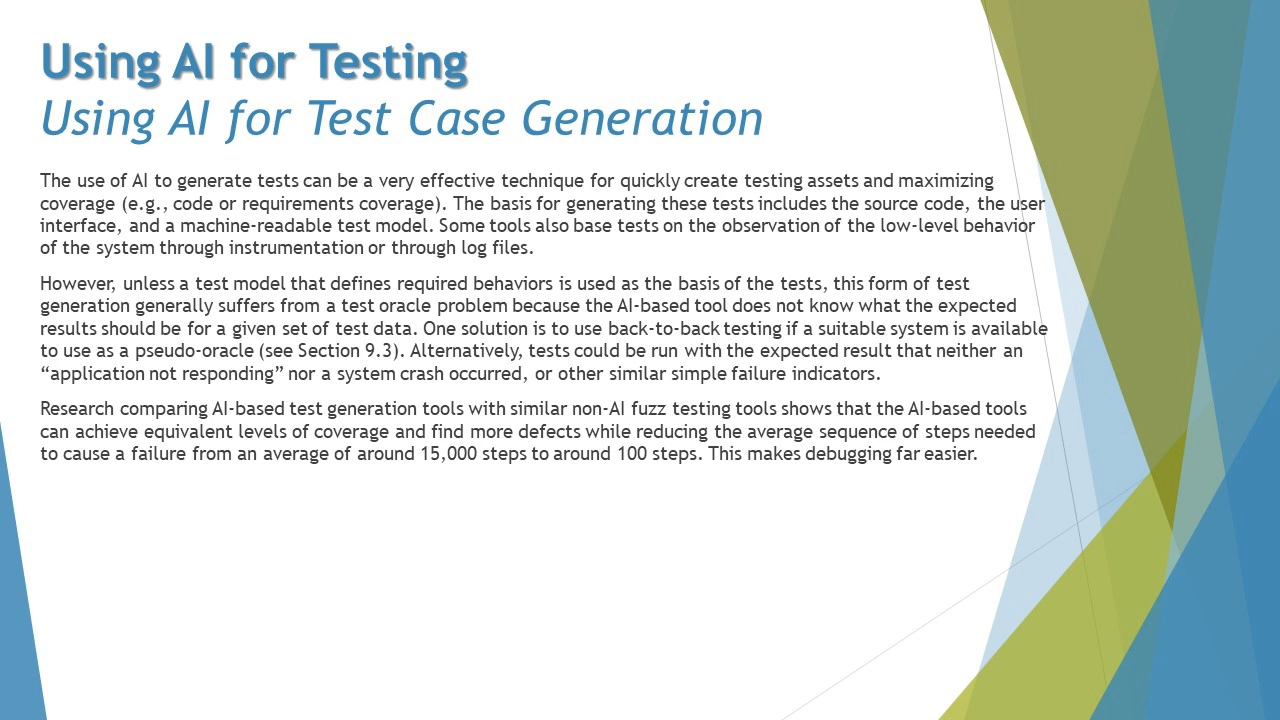 Using AI for Testing
Using AI for Test Case Generation
The use of AI to generate tests can be a very effective technique for quickly create testing assets and maximizing
coverage (e.g., code or requirements coverage). The basis for generating these tests includes the source code, the user
interface, and a machine-readable test model. Some tools also base tests on the observation of the low-level behavior
of the system through instrumentation or through log files.
However, unless a test model that defines required behaviors is used as the basis of the tests, this form of test
generation generally suffers from a test oracle problem because the AI-based tool does not know what the expected
results should be for a given set of test data. One solution is to use back-to-back testing if a suitable system is available
to use as a pseudo-oracle (see Section 9.3). Alternatively, tests could be run with the expected result that neither an
“application not responding” nor a system crash occurred, or other similar simple failure indicators.
Research comparing AI-based test generation tools with similar non-AI fuzz testing tools shows that the AI-based tools
can achieve equivalent levels of coverage and find more defects while reducing the average sequence of steps needed
to cause a failure from an average of around 15,000 steps to around 100 steps. This makes debugging far easier.